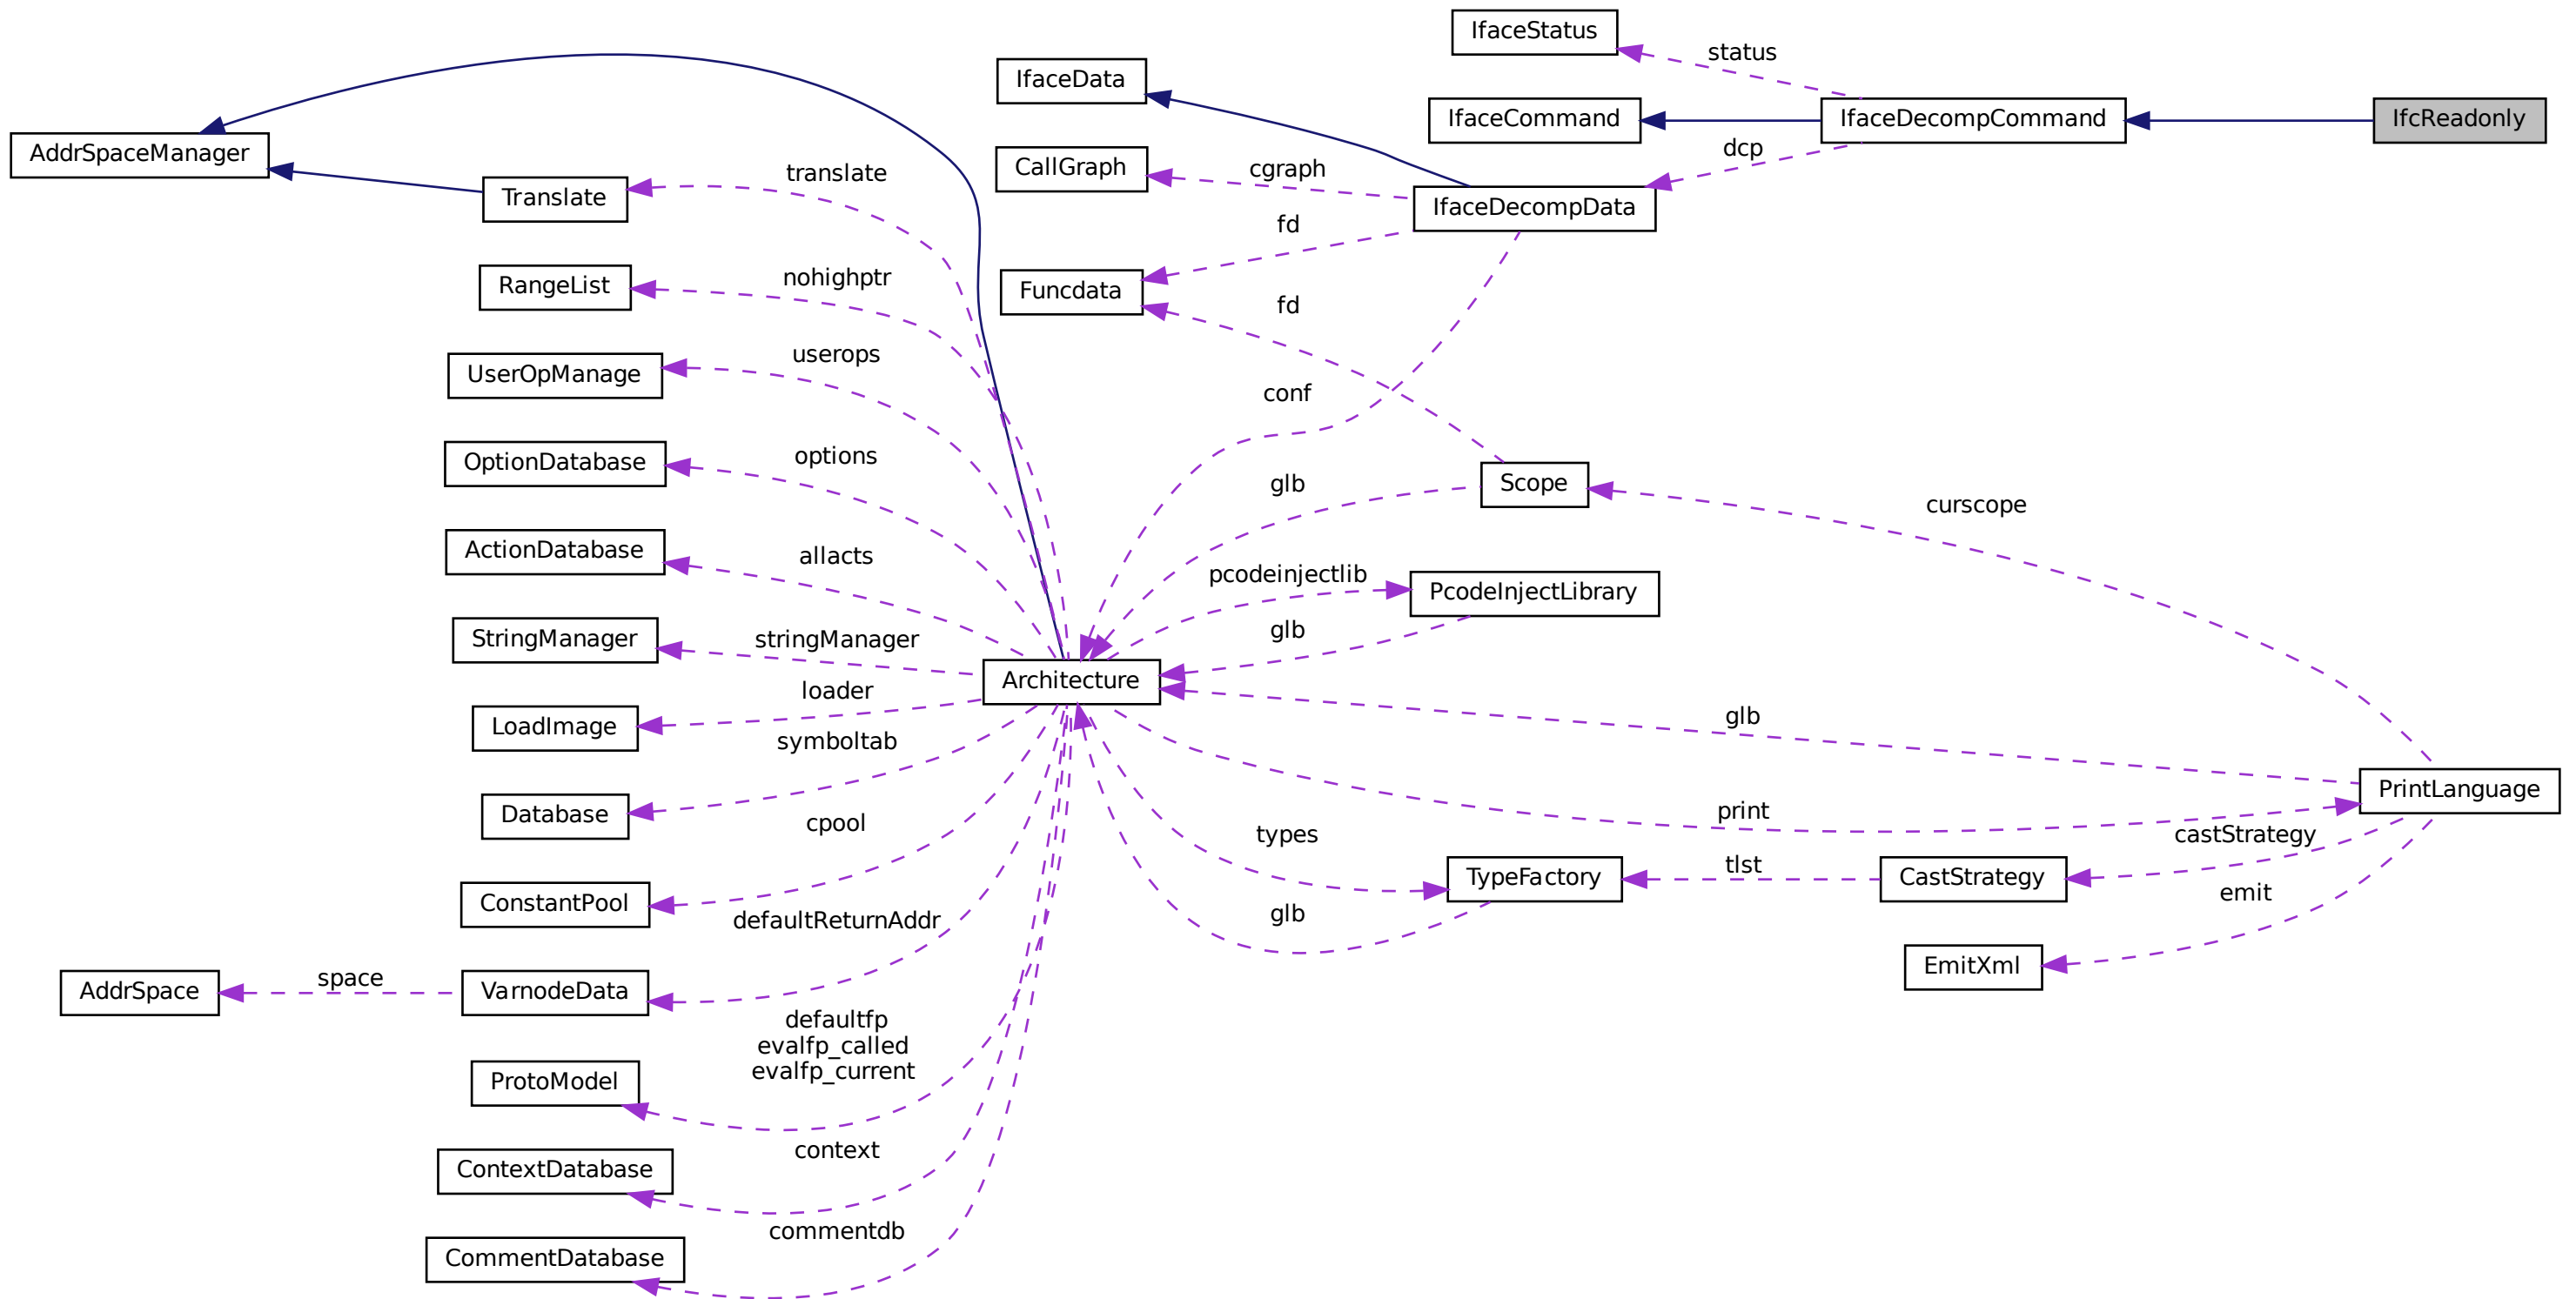 IfaceStatus
status
IfaceData
IfaceCommand
IfaceDecompCommand
IfcReadonly
AddrSpaceManager
dcp
CallGraph
cgraph
translate
Translate
IfaceDecompData
fd
nohighptr
RangeList
Funcdata
fd
userops
UserOpManage
conf
options
OptionDatabase
glb
Scope
curscope
allacts
ActionDatabase
pcodeinjectlib
PcodeInjectLibrary
glb
stringManager
StringManager
Architecture
loader
LoadImage
glb
symboltab
Database
print
PrintLanguage
cpool
types
castStrategy
ConstantPool
TypeFactory
tlst
CastStrategy
glb
emit
defaultReturnAddr
EmitXml
AddrSpace
space
VarnodeData
defaultfp
evalfp_called
evalfp_current
ProtoModel
context
ContextDatabase
commentdb
CommentDatabase